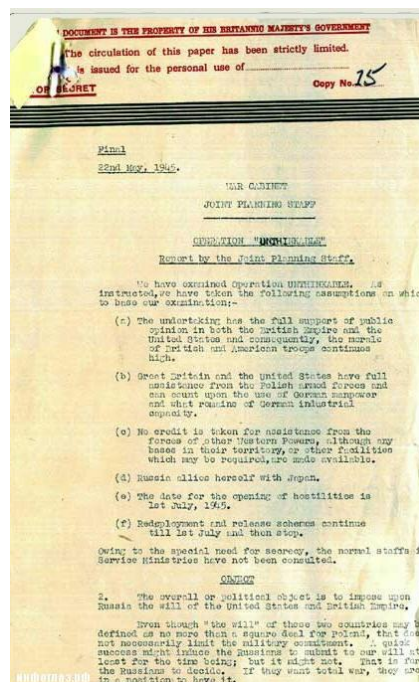 DOCUMENT IS THE PROPERTY OF HIS BRITANNIC MAJESTY'S GOVERNMENT
The circulation of this paper has been strictly limited.
is issued for the personal use of
TOP SECRET
Copy No. 15
Final
22nd May, 1945.
WAR CABINET
JOINT PLANNING STAFF
OPERATION "UNTHINKABLE"
Report by the Joint Planning Staff.
We have examined Operation UNTHINKABLE. As
instructed, we have taken the following assumptions on which
to base our examination:-
(a) The undertaking has the full support of public
opinion in both the British Empire and the
United States and consequently, the morale
of British and American troops continues
high.
(b) Great Britain and the United States have full
assistance from the Polish armed forces and
can count upon the use of German manpower
and what remains of German industrial
capacity.
(c) No credit is taken for assistance from the
forces of other Western Powers, although any
bases in their territory, or other facilities
which may be required, are made available.
(d) Russia allies herself with Japan.
(e) The date for the opening of hostilities is
1st July, 1945.
(f) Redeployment and release schemes continue
till 1st July and then stop.
Owing to the special need for secrecy, the normal staffs i
Service Ministries have not been consulted.
OBJECT
2. The overall or political object is to impose upon
Russia the will of the United States and British Empire.
Even though "the will" of these two countries may b
defined as no more than a square deal for Poland, that doe
not necessarily limit the military commitment. A quick
success might induce the Russians to submit to our will at
least for the time being; but it might not. That is fo
the Russians to decide. If they want total war, they are
in a position to have it.